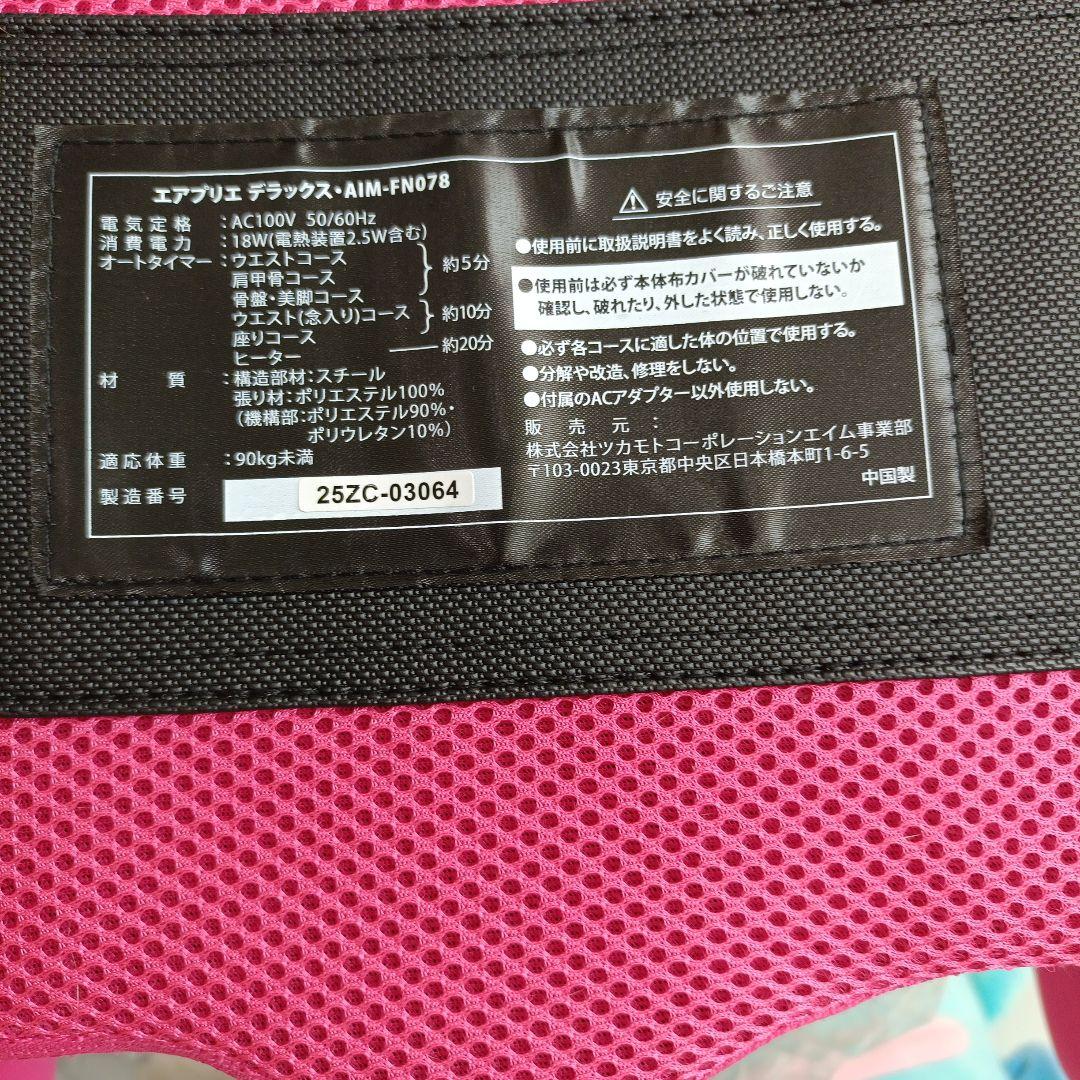 エアプリエ デラックス・AIM-FN078
電気定格：AC100V 50/60Hz
消費電力：18W(電熱装置2.5W含む)
オートタイマー：ウエストコース
肩甲骨コース
約5分
骨盤・美脚コース
ウエスト(念入り)コース
約10分
座りコース
ヒーター
約20分
材質：構造部材：スチール
張り材：ポリエステル100%
(機構部：ポリエステル90%・
ポリウレタン10%)
適応体重：90kg未満
製造番号 25ZC-03064
安全に関するご注意
●使用前に取扱説明書をよく読み、正しく使用する。
●使用前は必ず本体布カバーが破れていないか
確認し、破れたり、外した状態で使用しない。
●必ず各コースに適した体の位置で使用する。
●分解や改造、修理をしない。
●付属のACアダプター以外使用しない。
販売元：
株式会社ツカモトコーポレーションエイム事業部
〒103-0023東京都中央区日本橋本町1-6-5
中国製